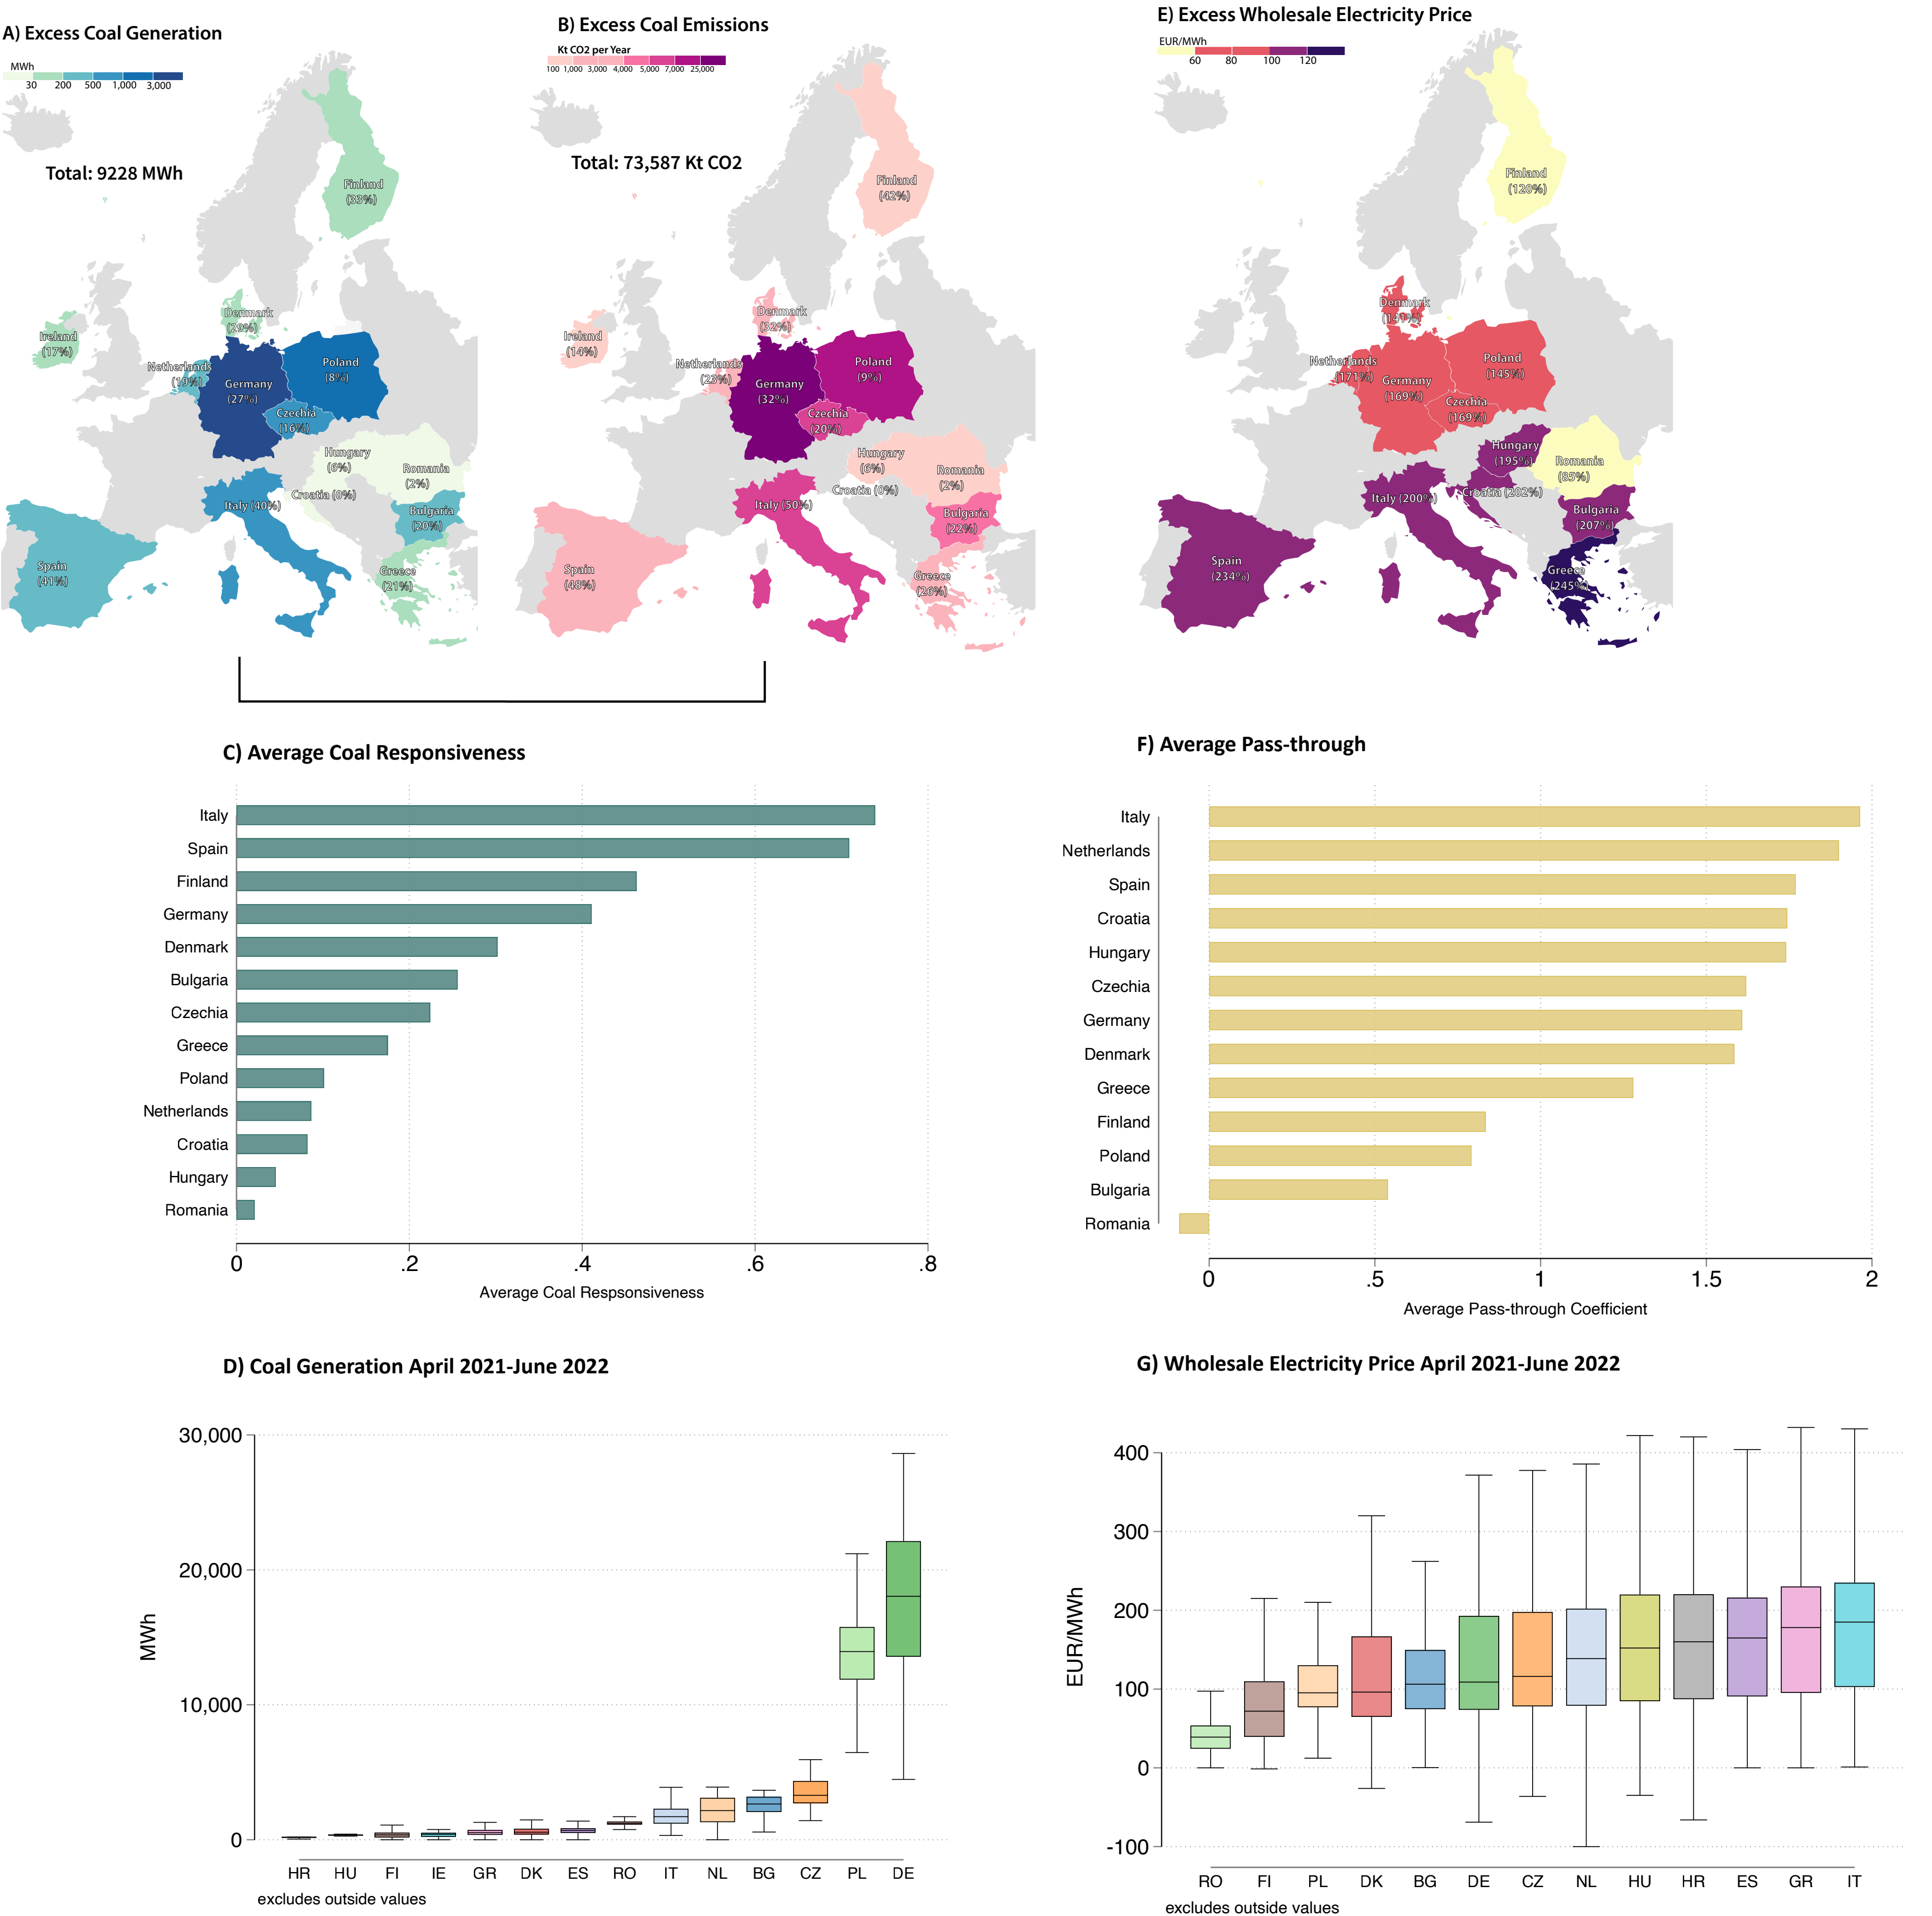 A) Excess Coal Generation
MWh
30 200 500 1,000 3,000
Total: 9228 MWh
Finland
(33%)
Denmark
(29%)
Ireland
(17%)
Netherlands
(19%)
Germany
(27%)
Poland
(8%)
Czechia
(16%)
Hungary
(6%)
Romania
(2%)
Croatia (0%)
Italy (40%)
Bulgaria
(20%)
Spain
(41%)
Greece
(21%)
B) Excess Coal Emissions
Kt CO2 per Year
100 1,000 3,000 4,000 5,000 7,000 25,000
Total: 73,587 Kt CO2
Finland
(42%)
Denmark
(32%)
Ireland
(14%)
Netherlands
(23%)
Germany
(32%)
Poland
(9%)
Czechia
(20%)
Hungary
(6%)
Romania
(2%)
Croatia (0%)
Italy (50%)
Bulgaria
(22%)
Spain
(48%)
Greece
(26%)
E) Excess Wholesale Electricity Price
EUR/MWh
60 80 100 120
Finland
(120%)
Denmark
Netherlands
(171%)
Germany
(169%)
Poland
(145%)
Czechia
(169%)
Hungary
(195%)
Romania
(85%)
Italy (200%)
Croatia (202%)
Bulgaria
(207%)
Spain
(234%)
Greece
(245%)
C) Average Coal Responsiveness
Italy
Spain
Finland
Germany
Denmark
Bulgaria
Czechia
Greece
Poland
Netherlands
Croatia
Hungary
Romania
0 .2 .4 .6 .8
Average Coal Respsonsiveness
F) Average Pass-through
Italy
Netherlands
Spain
Croatia
Hungary
Czechia
Germany
Denmark
Greece
Finland
Poland
Bulgaria
Romania
0 .5 1 1.5 2
Average Pass-through Coefficient
D) Coal Generation April 2021-June 2022
MWh
30,000
20,000
10,000
0
HR HU FI IE GR DK ES RO IT NL BG CZ PL DE
excludes outside values
G) Wholesale Electricity Price April 2021-June 2022
EUR/MWh
400
300
200
100
0
-100
RO FI PL DK BG DE CZ NL HU HR ES GR IT
excludes outside values